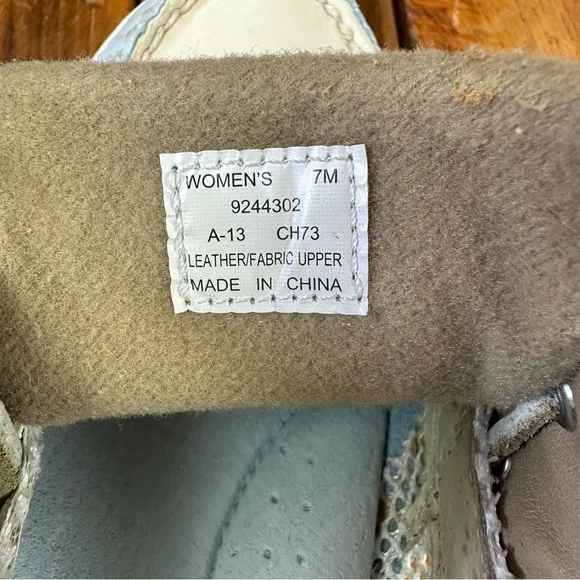 WOMEN'S 7M
9244302
A-13 CH73
LEATHER/FABRIC UPPER
MADE IN CHINA